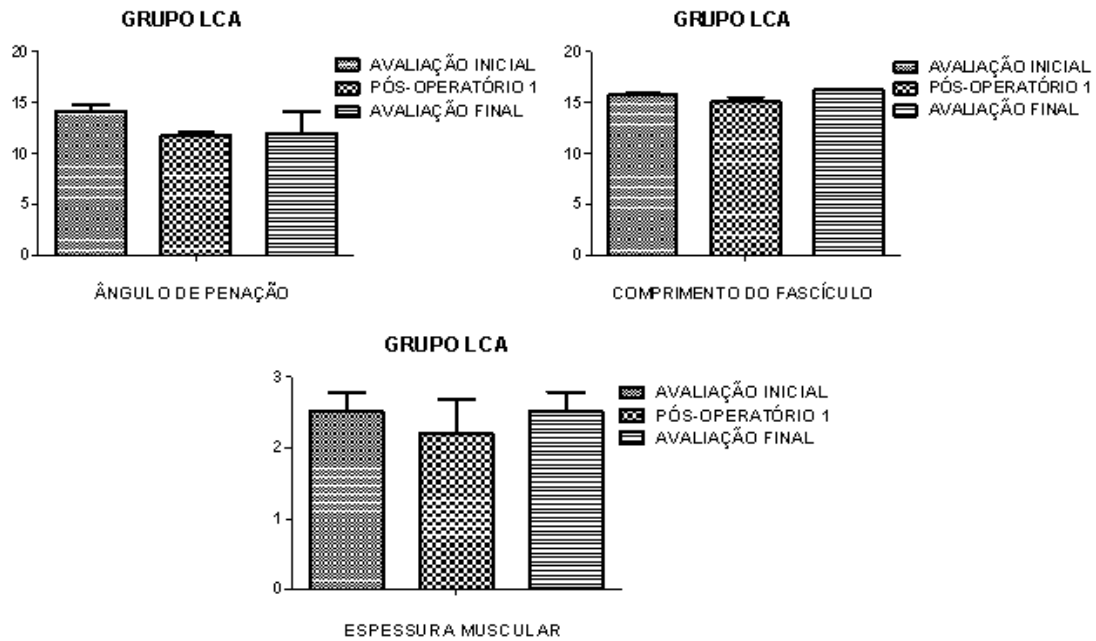 GRUPO LCA
20
15
10
5
0
AVALIAÇÃO INICIAL
PÓS-OPERATÓRIO 1
AVALIAÇÃO FINAL
ÂNGULO DE PENAÇÃO
GRUPO LCA
20
15
10
5
0
AVALIAÇÃO INICIAL
PÓS-OPERATÓRIO 1
AVALIAÇÃO FINAL
COMPRIMENTO DO FASCÍCULO
GRUPO LCA
3
2
1
0
AVALIAÇÃO INICIAL
PÓS-OPERATÓRIO 1
AVALIAÇÃO FINAL
ESPESSURA MUSCULAR